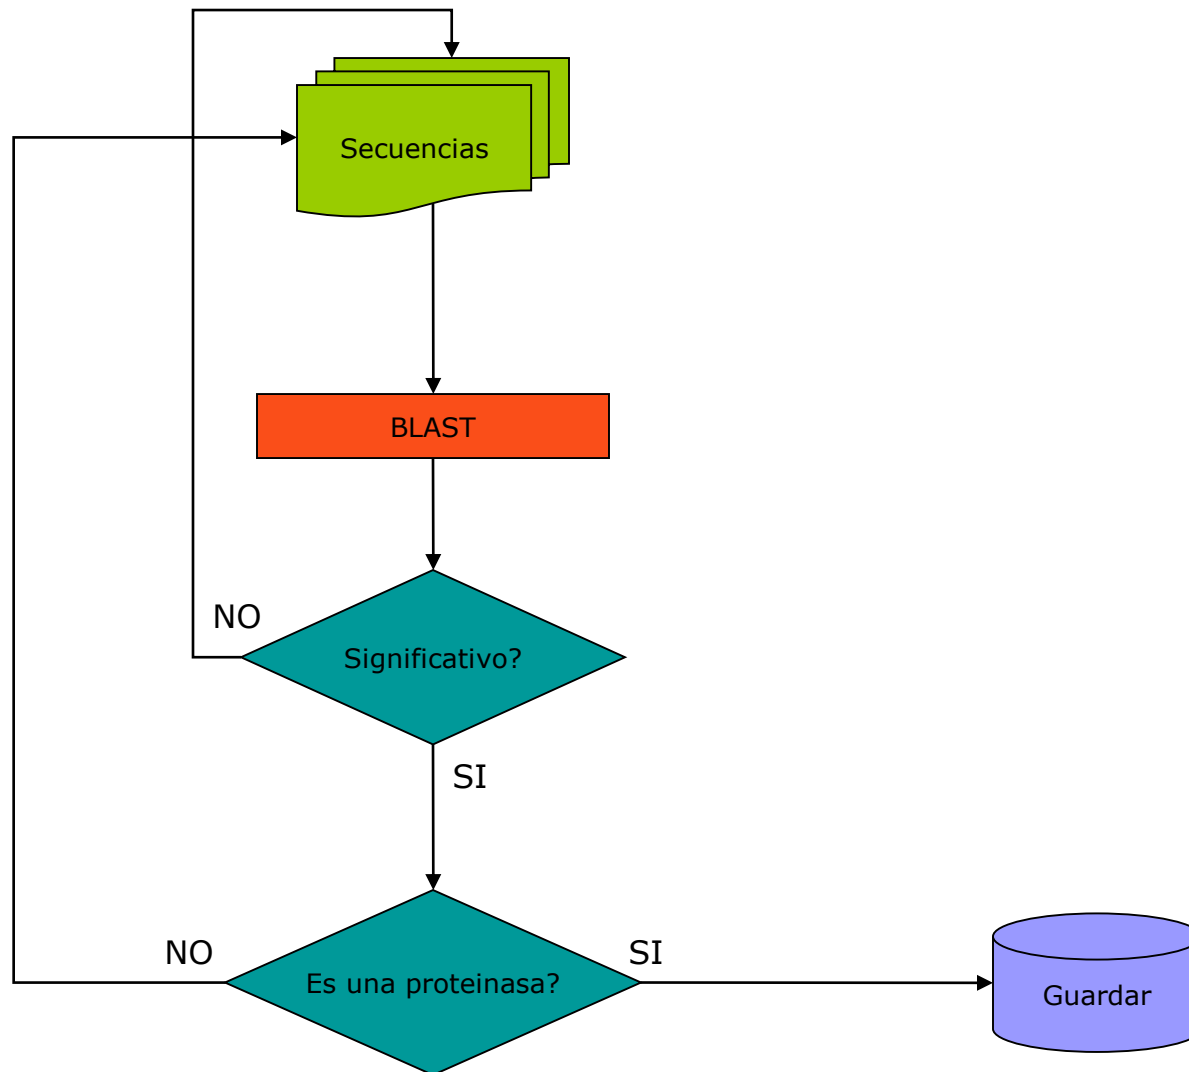 Secuencias
BLAST
NO
Significativo?
SI
NO
SI
Es una proteinasa?
Guardar